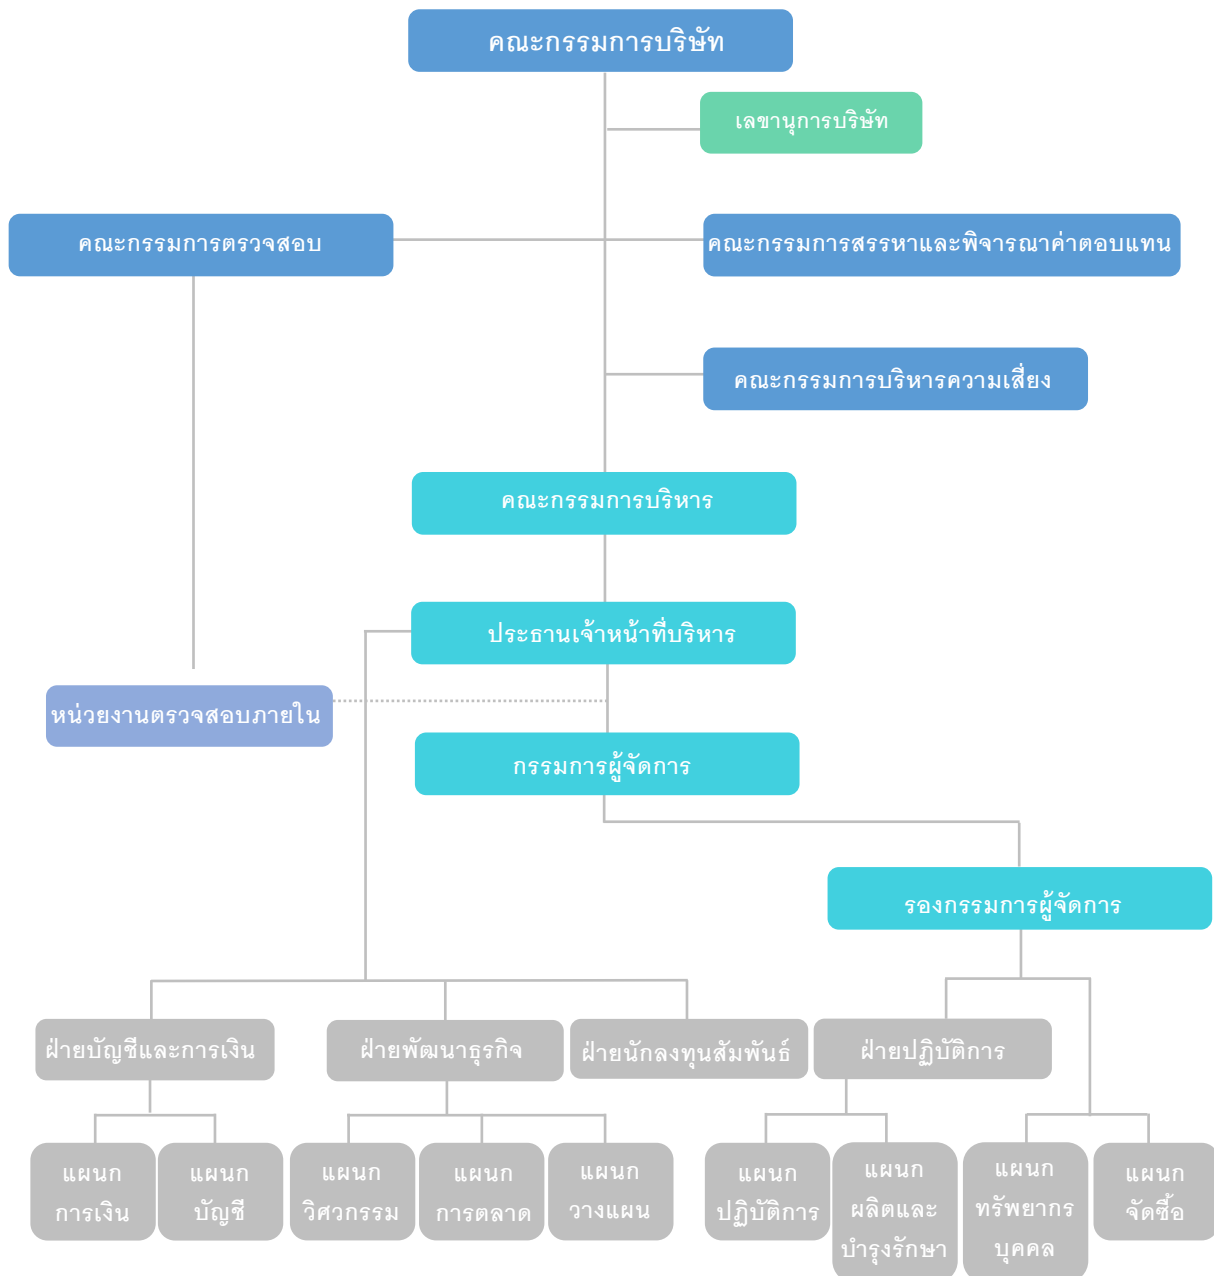 คณะกรรมการบริษัท
เลขานุการบริษัท
คณะกรรมการตรวจสอบ
คณะกรรมการสรรหาและพิจารณาค่าตอบแทน
คณะกรรมการบริหารความเสี่ยง
คณะกรรมการบริหาร
ประธานเจ้าหน้าที่บริหาร
หน่วยงานตรวจสอบภายใน
กรรมการผู้จัดการ
รองกรรมการผู้จัดการ
ฝ่ายบัญชีและการเงิน
ฝ่ายพัฒนาธุรกิจ
ฝ่ายนักลงทุนสัมพันธ์
ฝ่ายปฏิบัติการ
แผนก
การเงิน
แผนก
บัญชี
แผนก
วิศวกรรม
แผนก
การตลาด
แผนก
วางแผน
แผนก
ปฏิบัติการ
แผนก
ผลิตและ
บำรุงรักษา
แผนก
ทรัพยากร
บุคคล
แผนก
จัดซื้อ